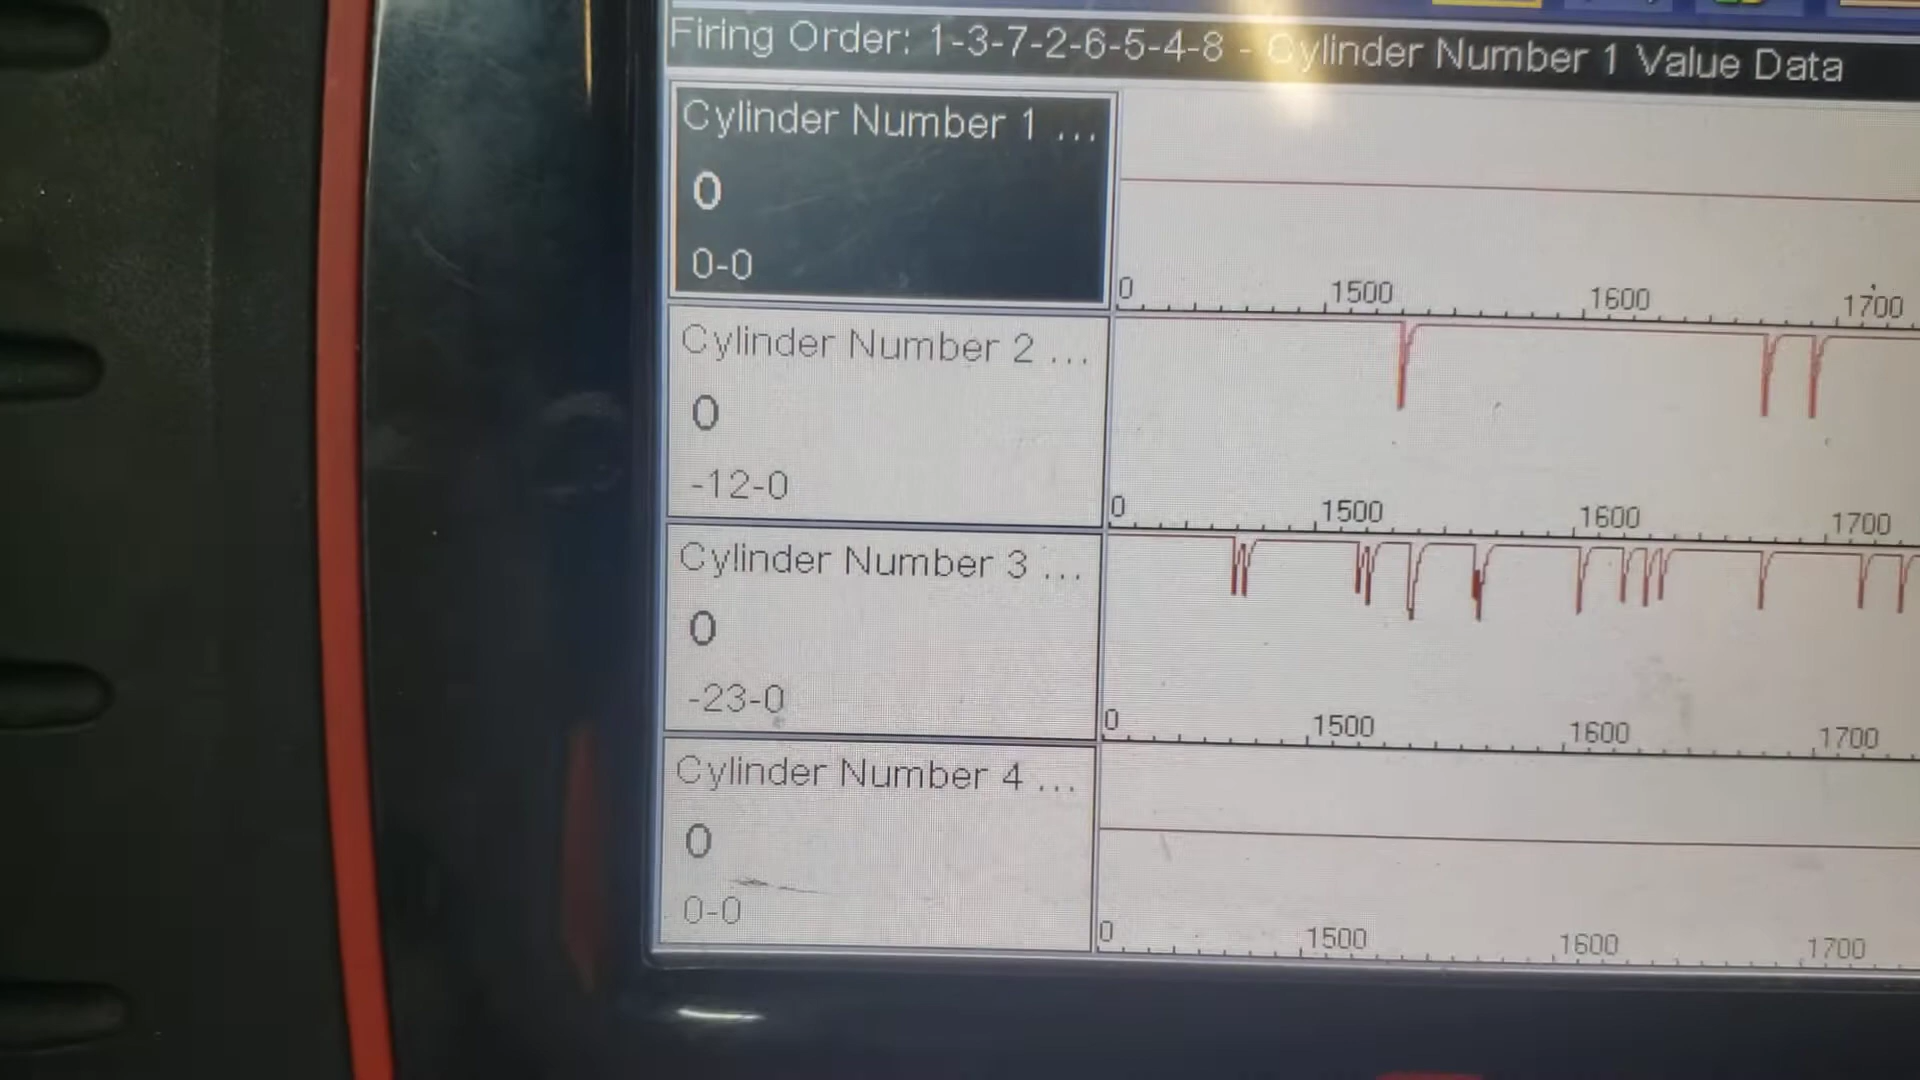 Firing Order: 1-3-7-2-6-5-4-8 - Cylinder Number 1 Value Data
Cylinder Number 1 ...
0
0-0
0 1500 1600 1700
Cylinder Number 2 ...
0
-12-0
0 1500 1600 1700
Cylinder Number 3 ...
0
-23-0
0 1500 1600 1700
Cylinder Number 4 ...
0
0-0
0 1500 1600 1700